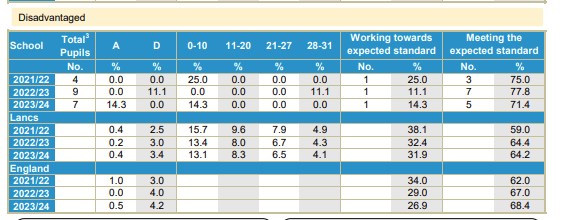 Disadvantaged
School Total3 Pupils A D 0-10 11-20 21-27 28-31 Working towards expected standard Meeting the expected standard
No. % % % % % % No. % No. %
2021/22 4 0.0 0.0 25.0 0.0 0.0 0.0 1 25.0 3 75.0
2022/23 9 0.0 11.1 0.0 0.0 0.0 11.1 1 11.1 7 77.8
2023/24 7 14.3 0.0 14.3 0.0 0.0 0.0 1 14.3 5 71.4
Lancs
2021/22 0.4 2.5 15.7 9.6 7.9 4.9 38.1 59.0
2022/23 0.2 3.0 13.4 8.0 6.7 4.3 32.4 64.4
2023/24 0.4 3.4 13.1 8.3 6.5 4.1 31.9 64.2
England
2021/22 1.0 3.0 34.0 62.0
2022/23 0.0 4.0 29.0 67.0
2023/24 0.5 4.2 26.9 68.4